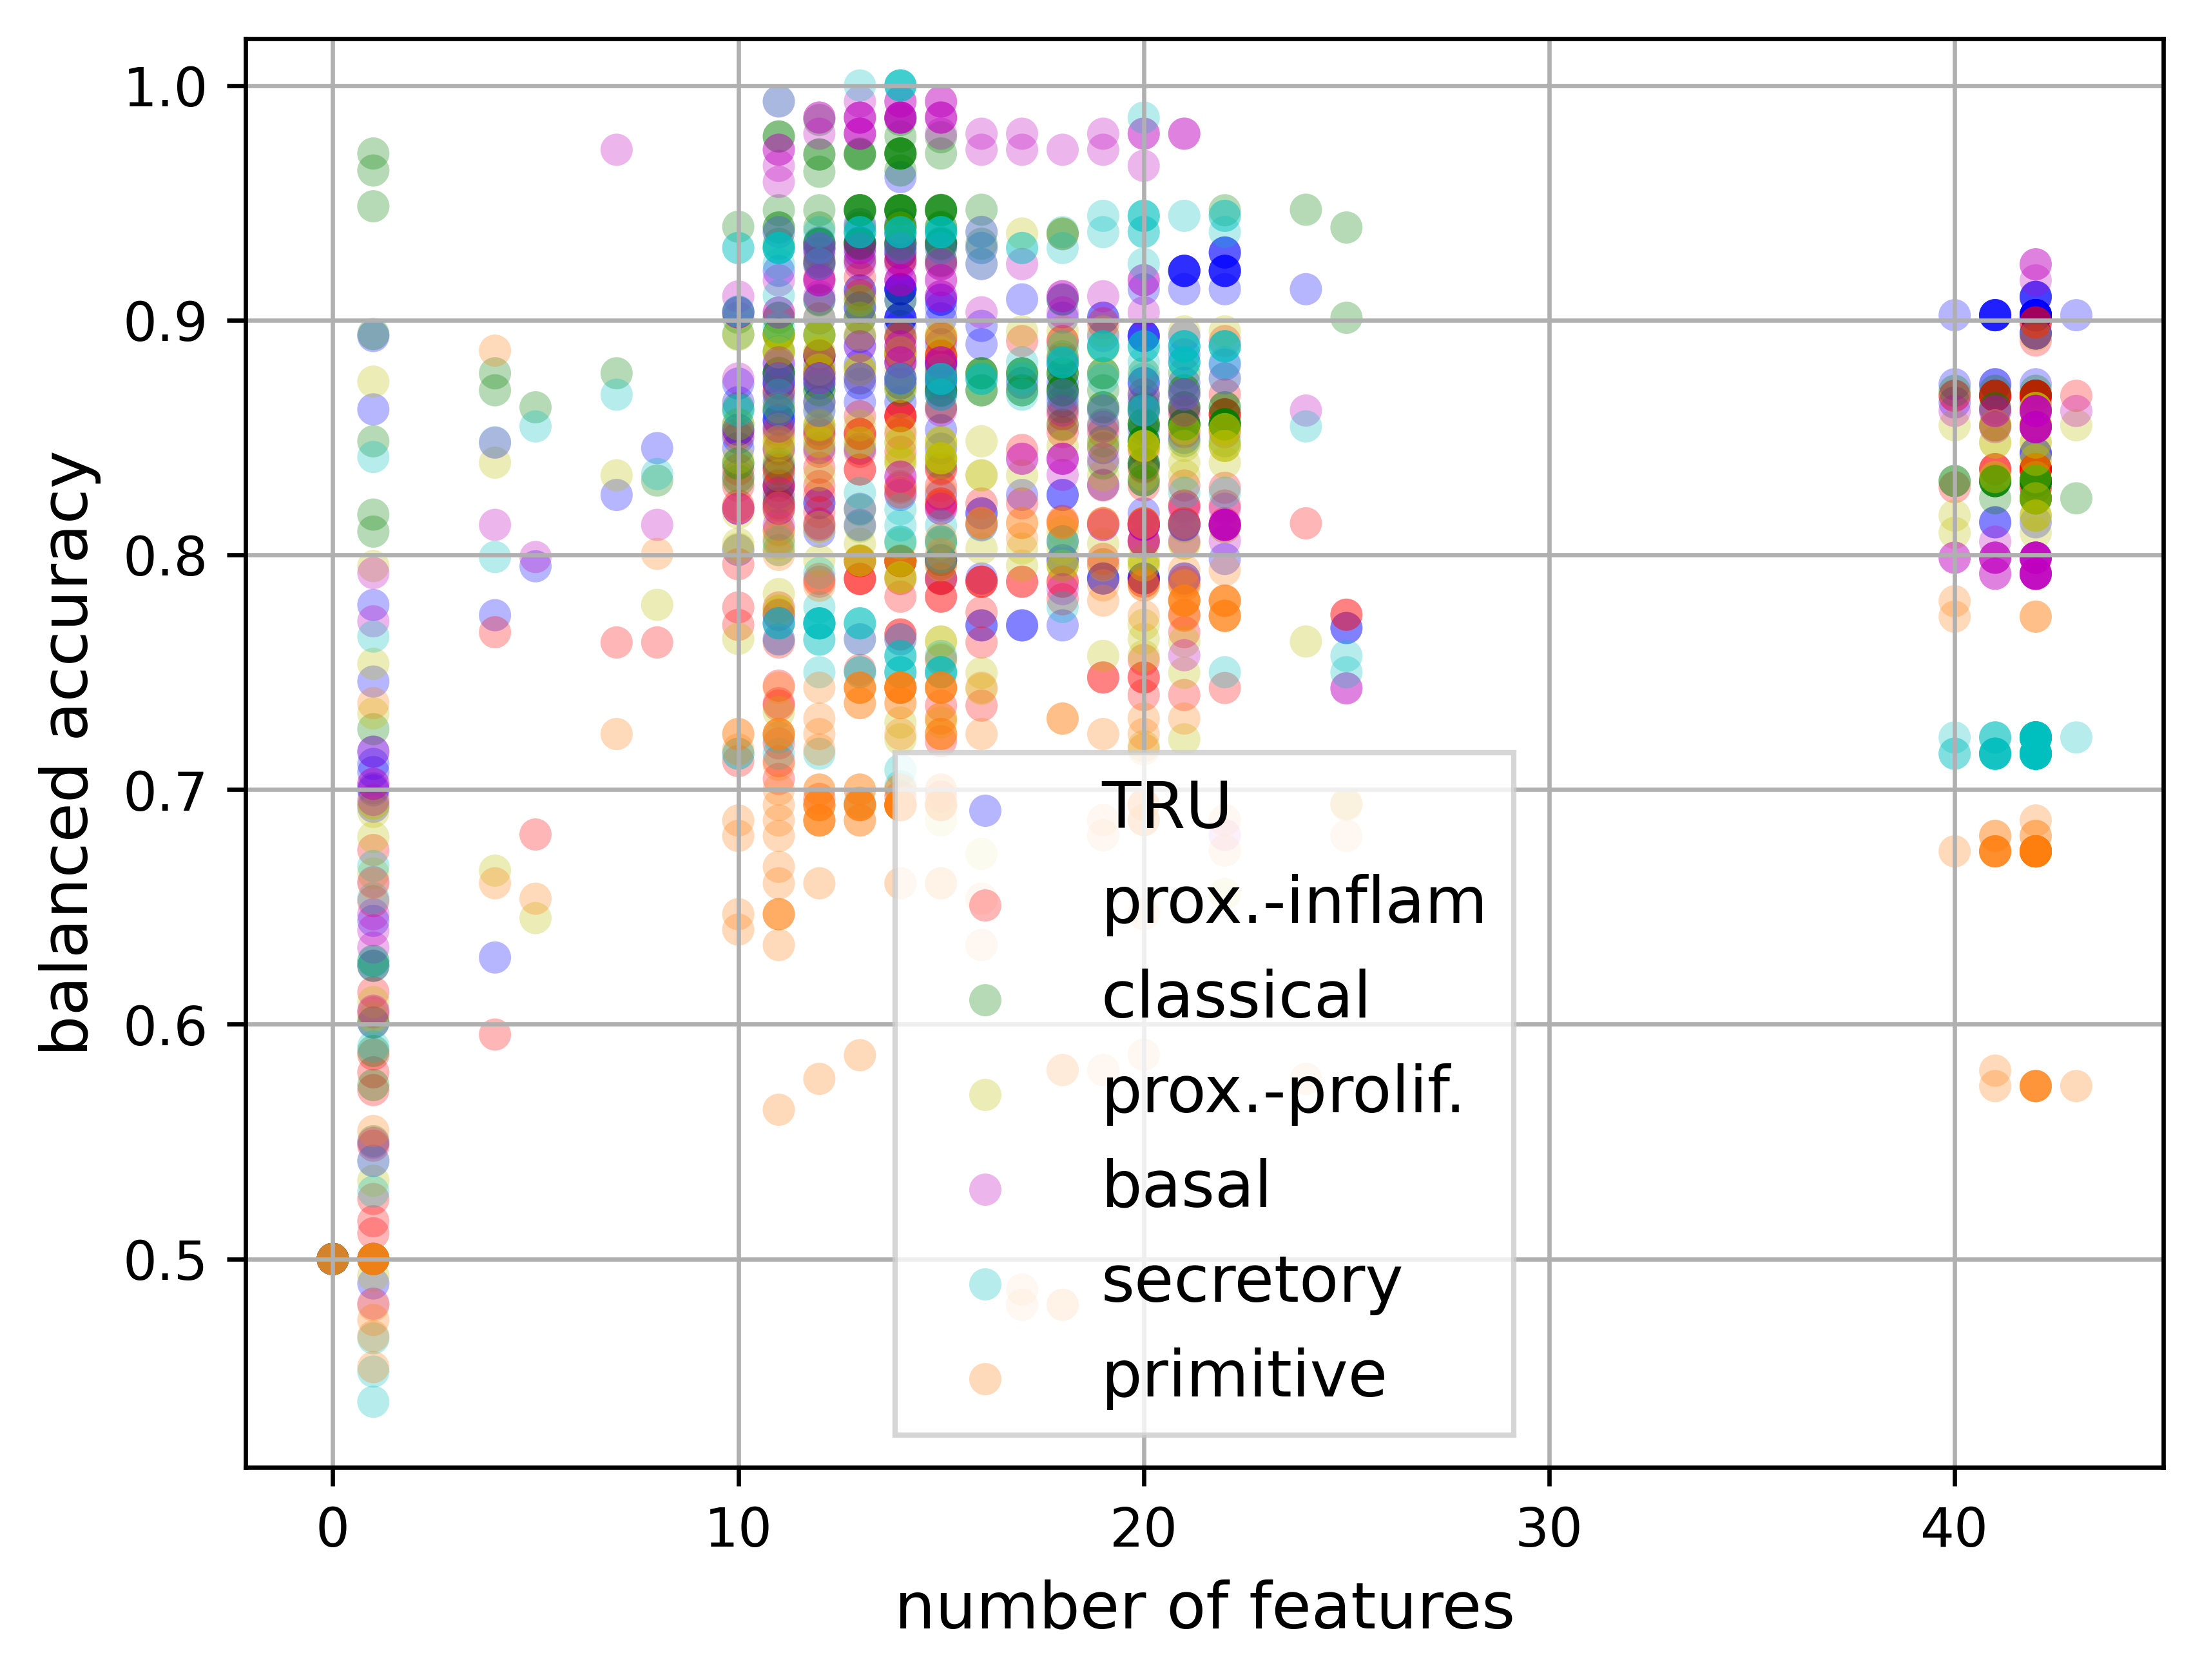 1.0
0.9
0.8
0.7
0.6
0.5
balanced accuracy
TRU
prox.-inflam
classical
prox.-prolif.
basal
secretory
primitive
0 10 20 30 40
number of features